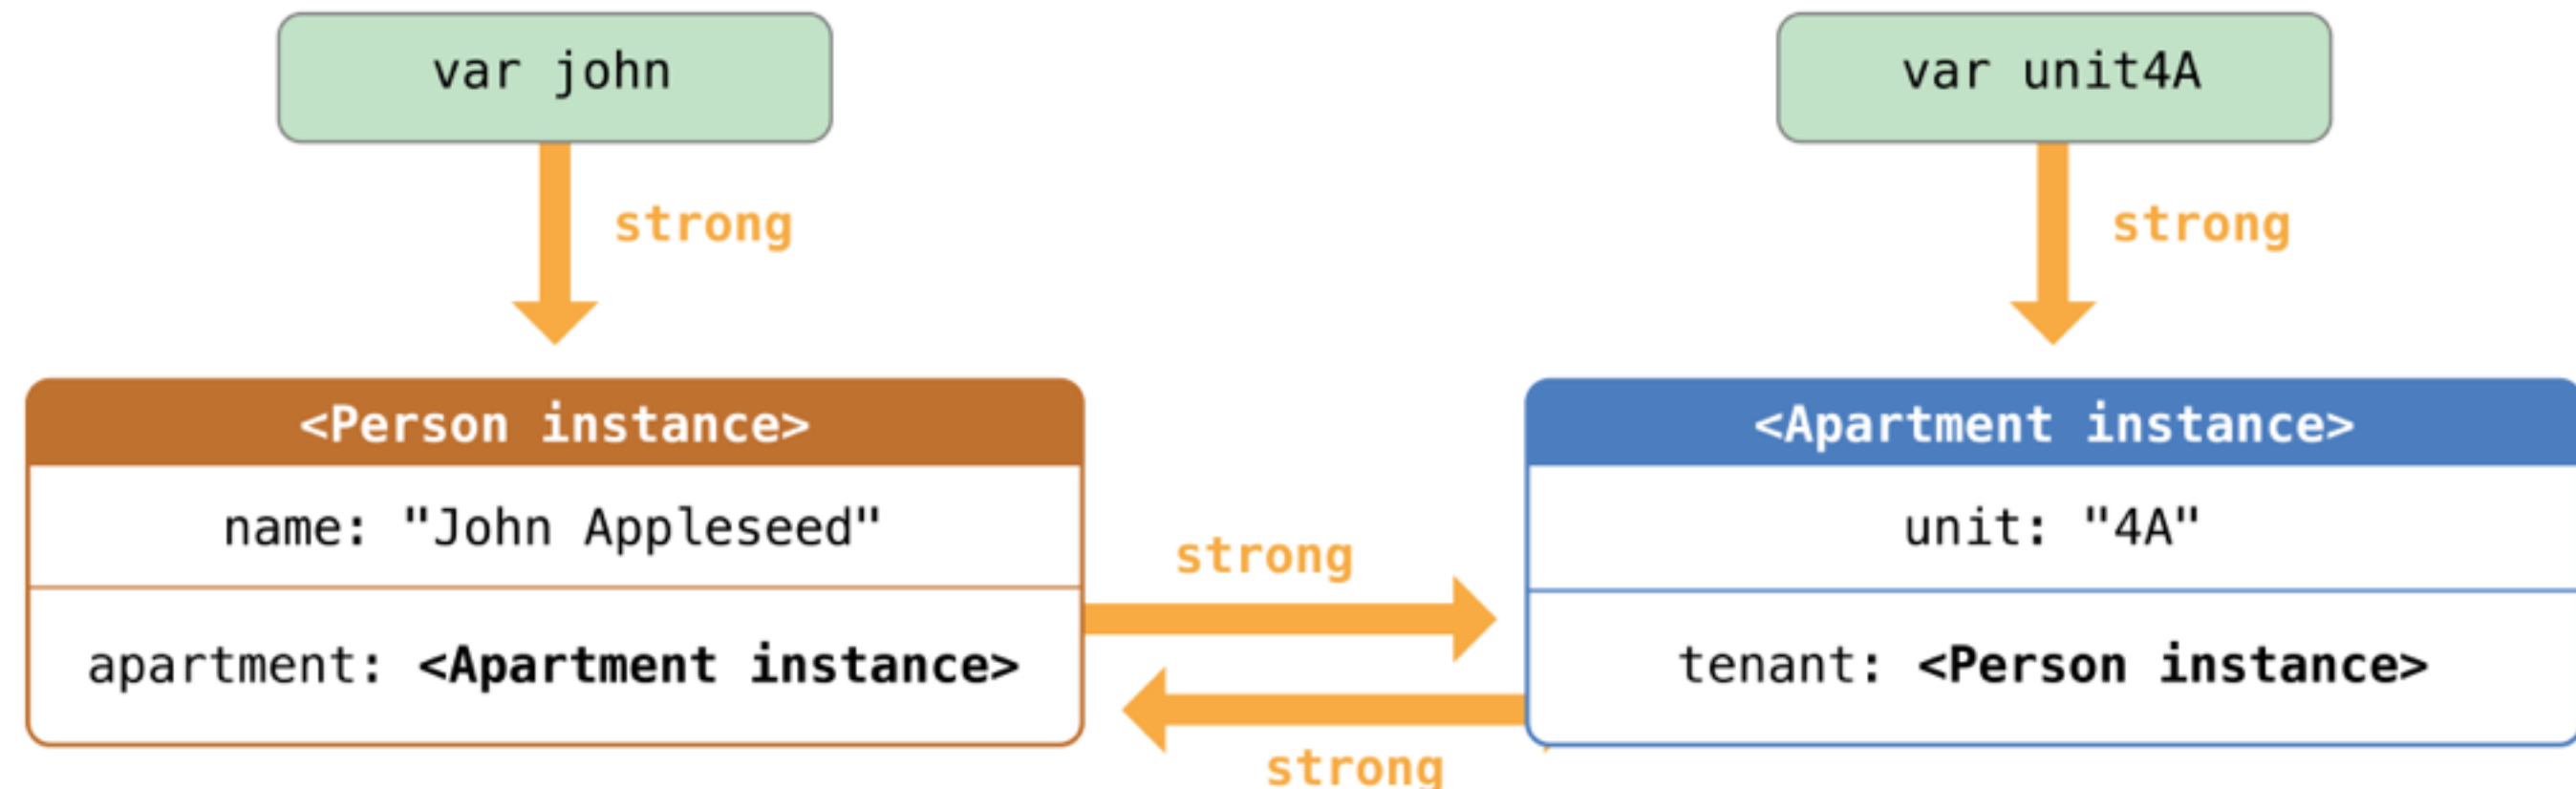 var john
var unit4A
strong
strong
<Person instance>
<Apartment instance>
name: "John Appleseed"
unit: "4A"
strong
apartment: <Apartment instance>
tenant: <Person instance>
strong